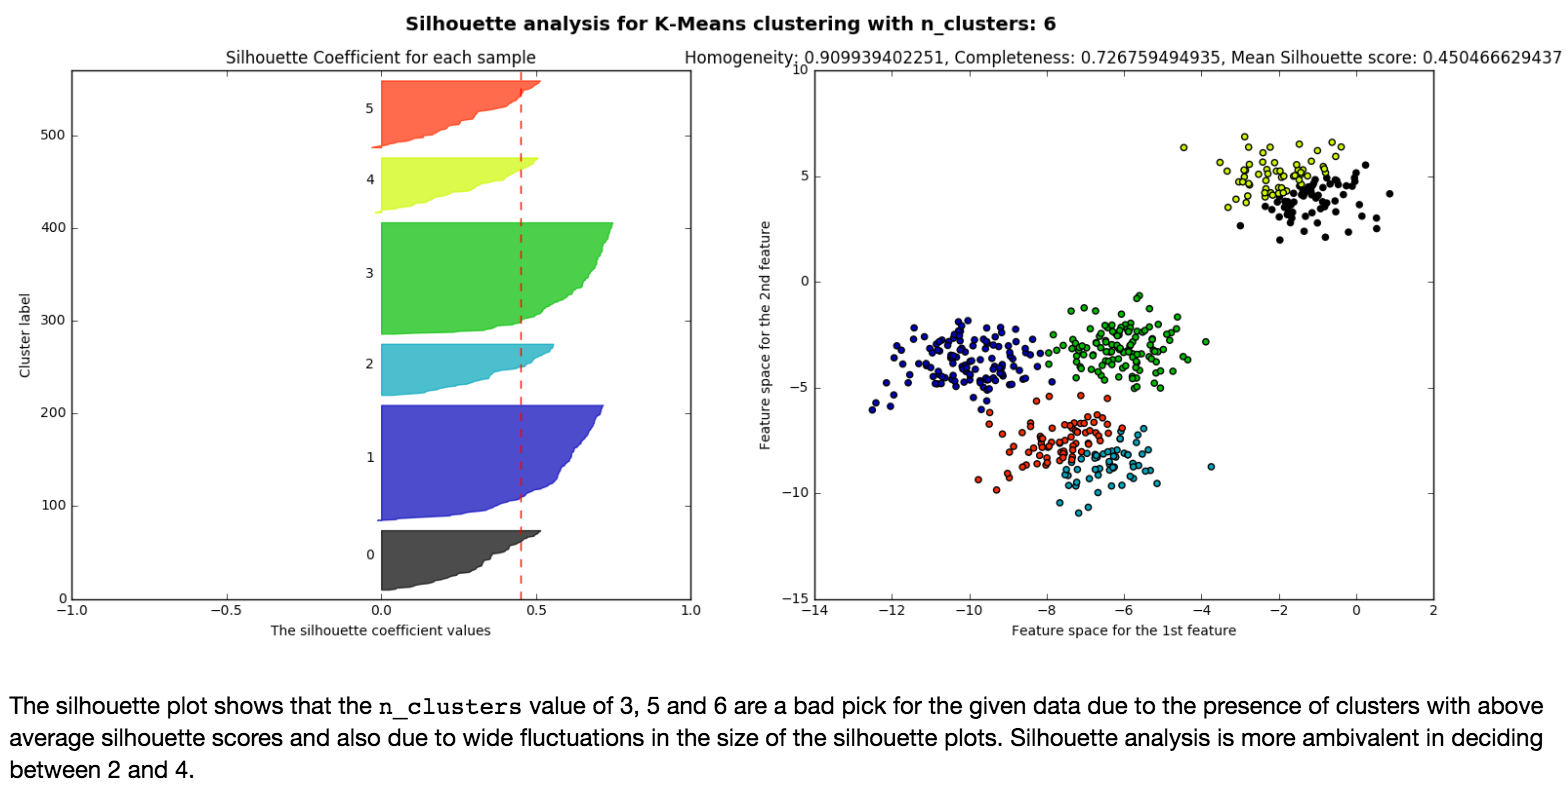 Silhouette analysis for K-Means clustering with n_clusters: 6
Silhouette Coefficient for each sample
Homogeneity: 0.909939402251, Completeness: 0.726759494935, Mean Silhouette score: 0.450466629437
Cluster label
500
400
300
200
100
0
5
4
3
2
1
0
−1.0 −0.5 0.0 0.5 1.0
The silhouette coefficient values
Feature space for the 2nd feature
10
5
0
−5
−10
−15
−14 −12 −10 −8 −6 −4 −2 0 2
Feature space for the 1st feature
The silhouette plot shows that the n_clusters value of 3, 5 and 6 are a bad pick for the given data due to the presence of clusters with above
average silhouette scores and also due to wide fluctuations in the size of the silhouette plots. Silhouette analysis is more ambivalent in deciding
between 2 and 4.